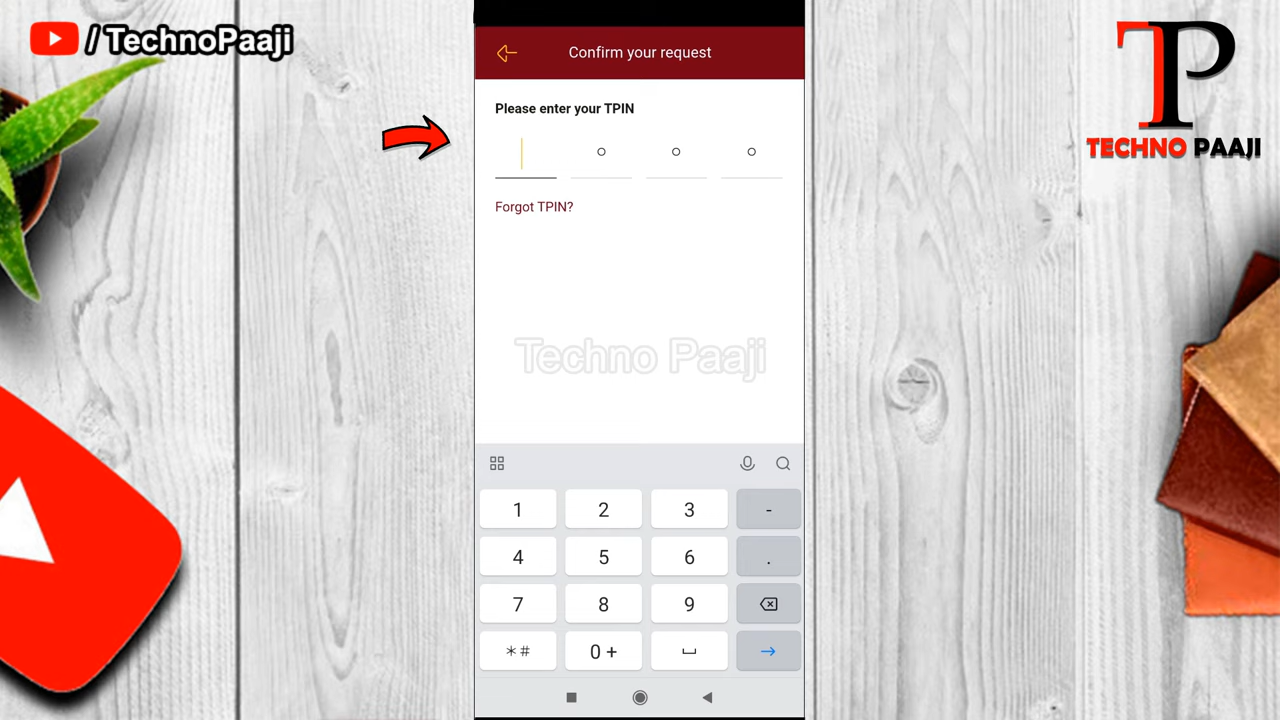 / TechnoPaaji
TP
TECHNO PAAJI
Confirm your request
Please enter your TPIN
Forgot TPIN?
Techno Paaji
1 2 3 -
4 5 6 .
7 8 9
*# 0 +